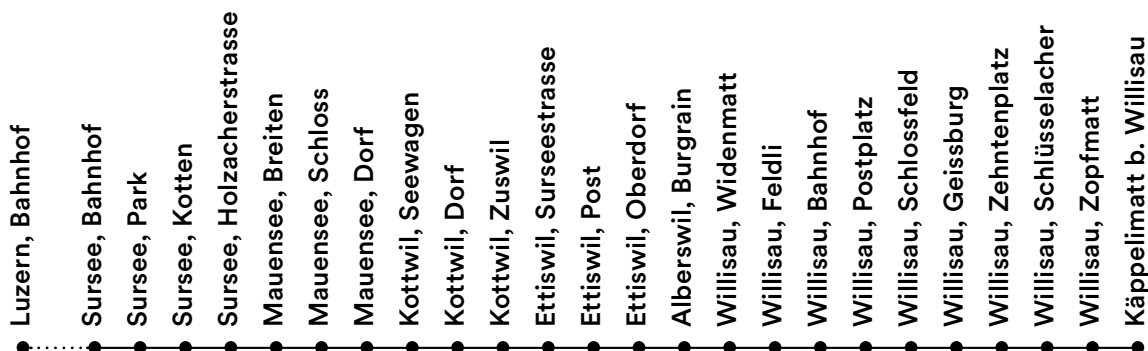 Luzern, Bahnhof
Sursee, Bahnhof
Sursee, Park
Sursee, Kotten
Sursee, Holzacherstrasse
Mauensee, Breiten
Mauensee, Schloss
Mauensee, Dorf
Kottwil, Seewagen
Kottwil, Dorf
Kottwil, Zuswil
Ettiswil, Surseestrasse
Ettiswil, Post
Ettiswil, Oberdorf
Alberswil, Burgrain
Willisau, Widenmatt
Willisau, Feldli
Willisau, Bahnhof
Willisau, Postplatz
Willisau, Schlossfeld
Willisau, Geissburg
Willisau, Zehntenplatz
Willisau, Schlüsselacher
Willisau, Zopfmatt
Käppelimatt b. Willisau